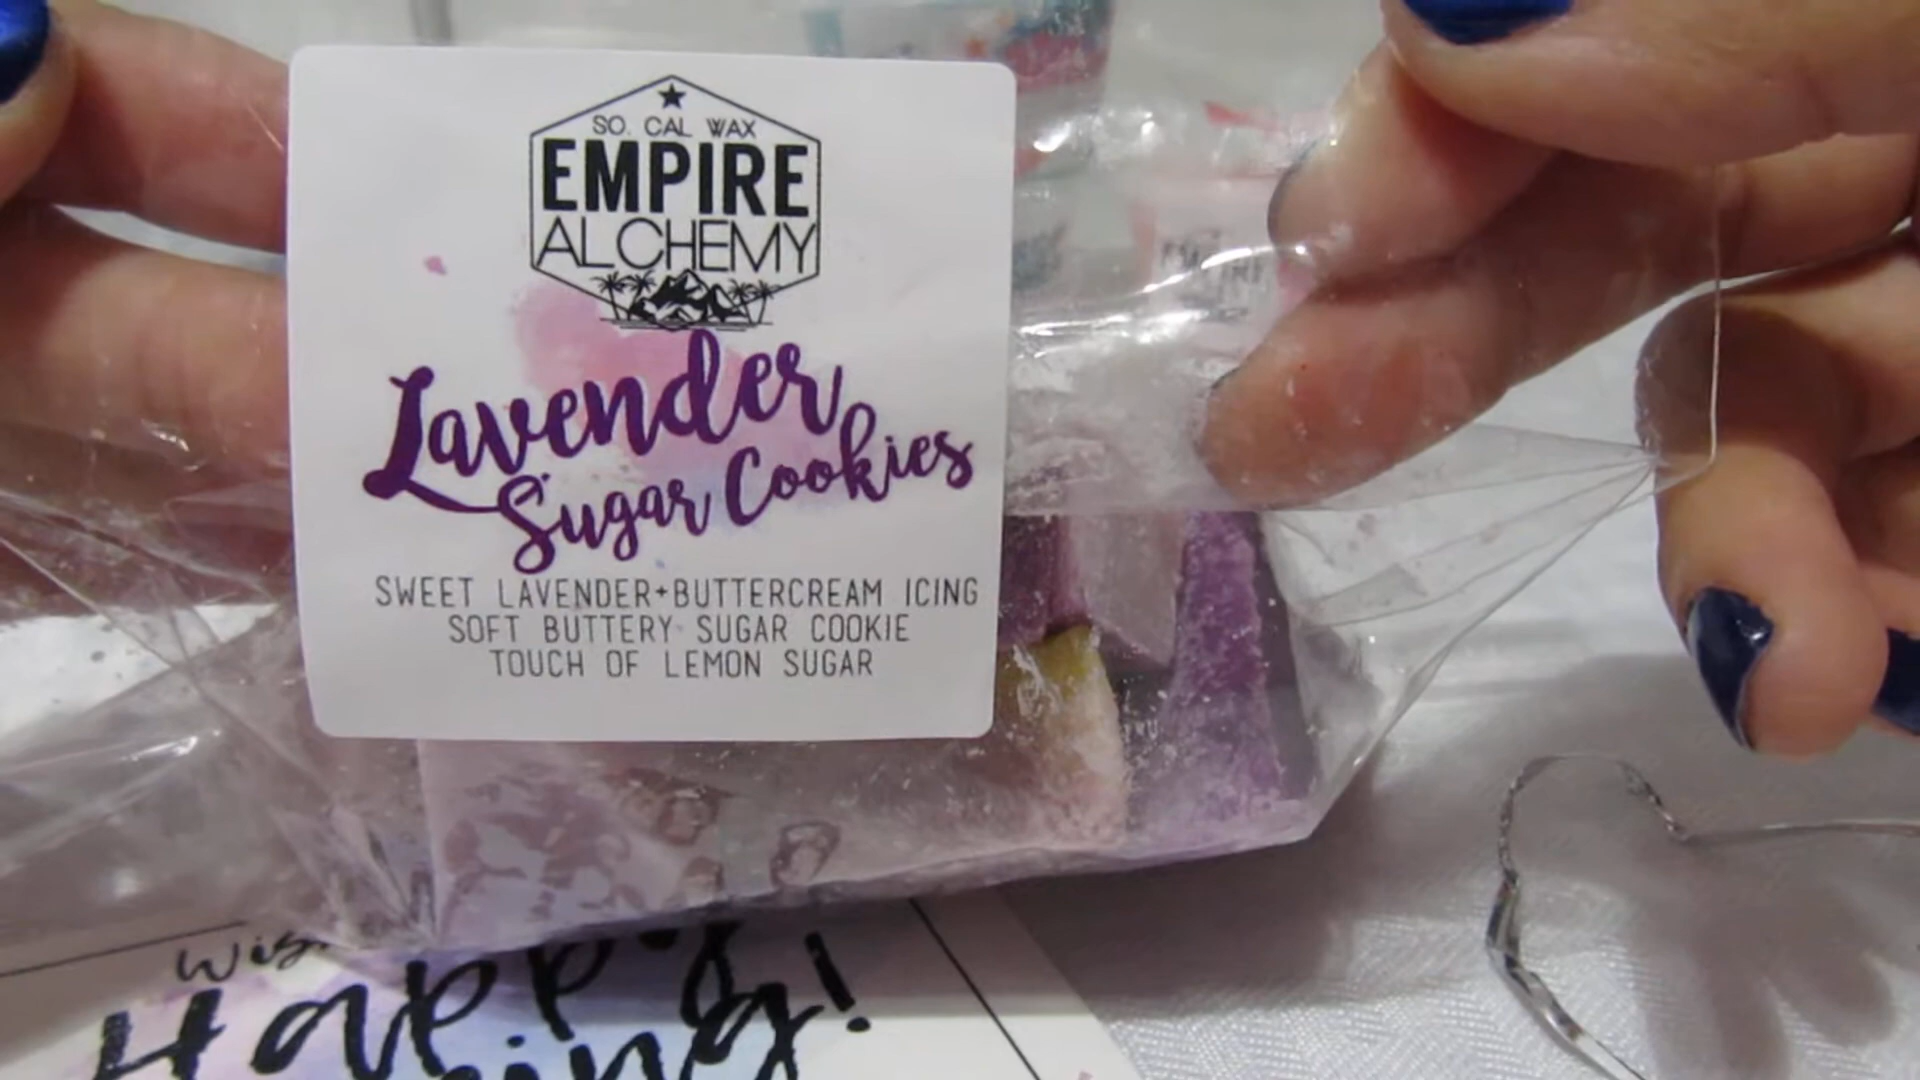 SO. CAL WAX
EMPIRE
ALCHEMY
Lavender
Sugar Cookies
SWEET LAVENDER+BUTTERCREAM ICING
SOFT BUTTERY SUGAR COOKIE
TOUCH OF LEMON SUGAR
Happy